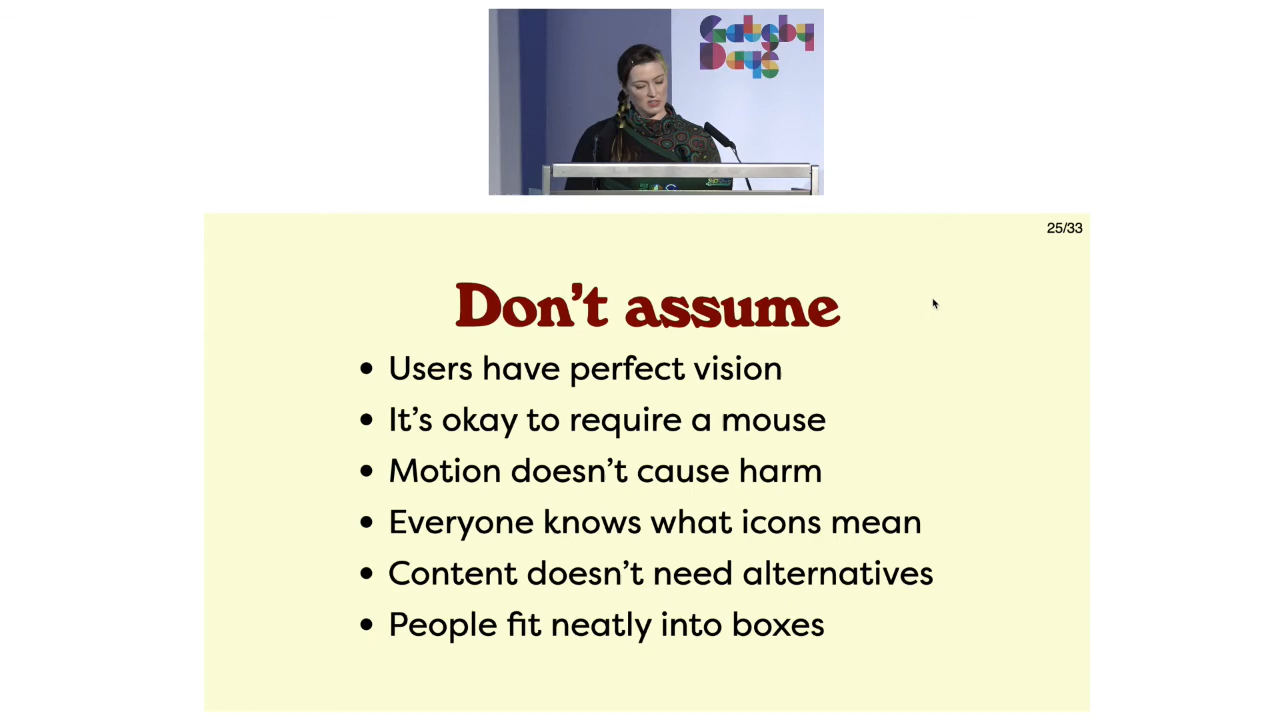 Gatsby
Days
25/33
Don’t assume
• Users have perfect vision
• It’s okay to require a mouse
• Motion doesn’t cause harm
• Everyone knows what icons mean
• Content doesn’t need alternatives
• People fit neatly into boxes